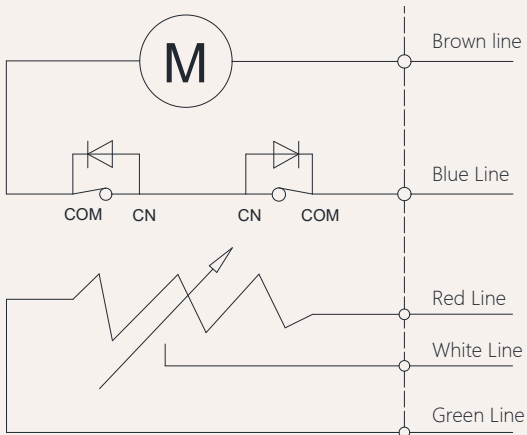 M
Brown line
Blue Line
COM CN CN COM
Red Line
White Line
Green Line